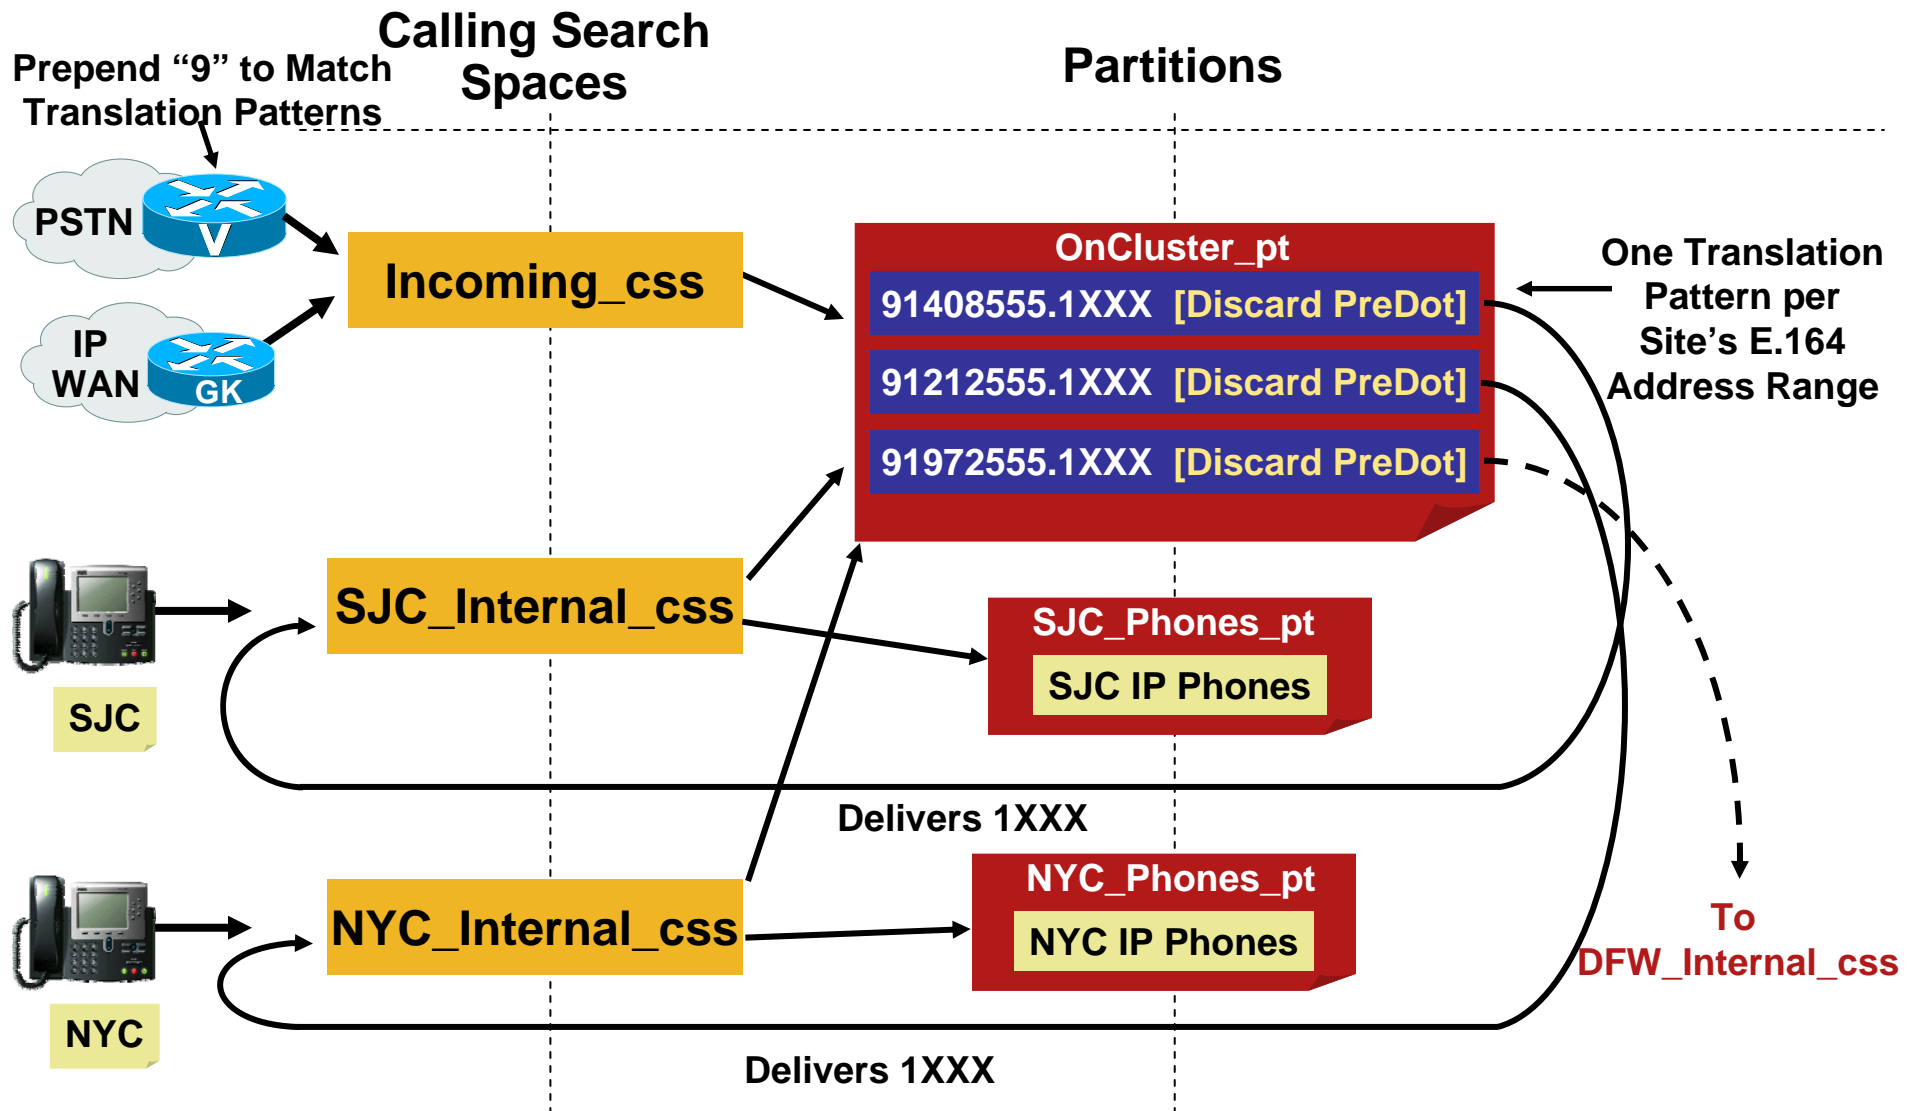 Calling Search
Spaces
Partitions
Prepend “9” to Match
Translation Patterns
PSTN
V
IP
WAN
GK
Incoming_css
OnCluster_pt
91408555.1XXX [Discard PreDot]
91212555.1XXX [Discard PreDot]
91972555.1XXX [Discard PreDot]
One Translation
Pattern per
Site’s E.164
Address Range
SJC_Internal_css
SJC_Phones_pt
SJC IP Phones
SJC
Delivers 1XXX
NYC_Internal_css
NYC_Phones_pt
NYC IP Phones
To
DFW_Internal_css
NYC
Delivers 1XXX